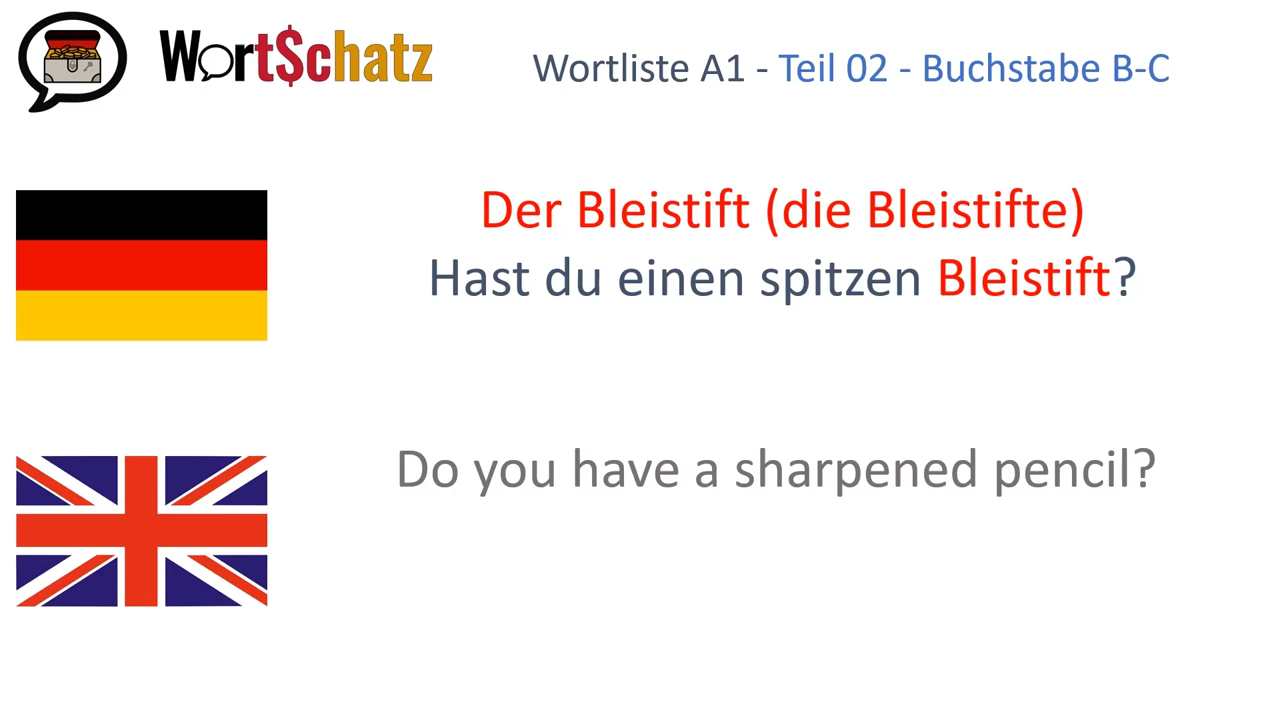 Wort$chatz
Wortliste A1 - Teil 02 - Buchstabe B-C
Der Bleistift (die Bleistifte)
Hast du einen spitzen Bleistift?
Do you have a sharpened pencil?